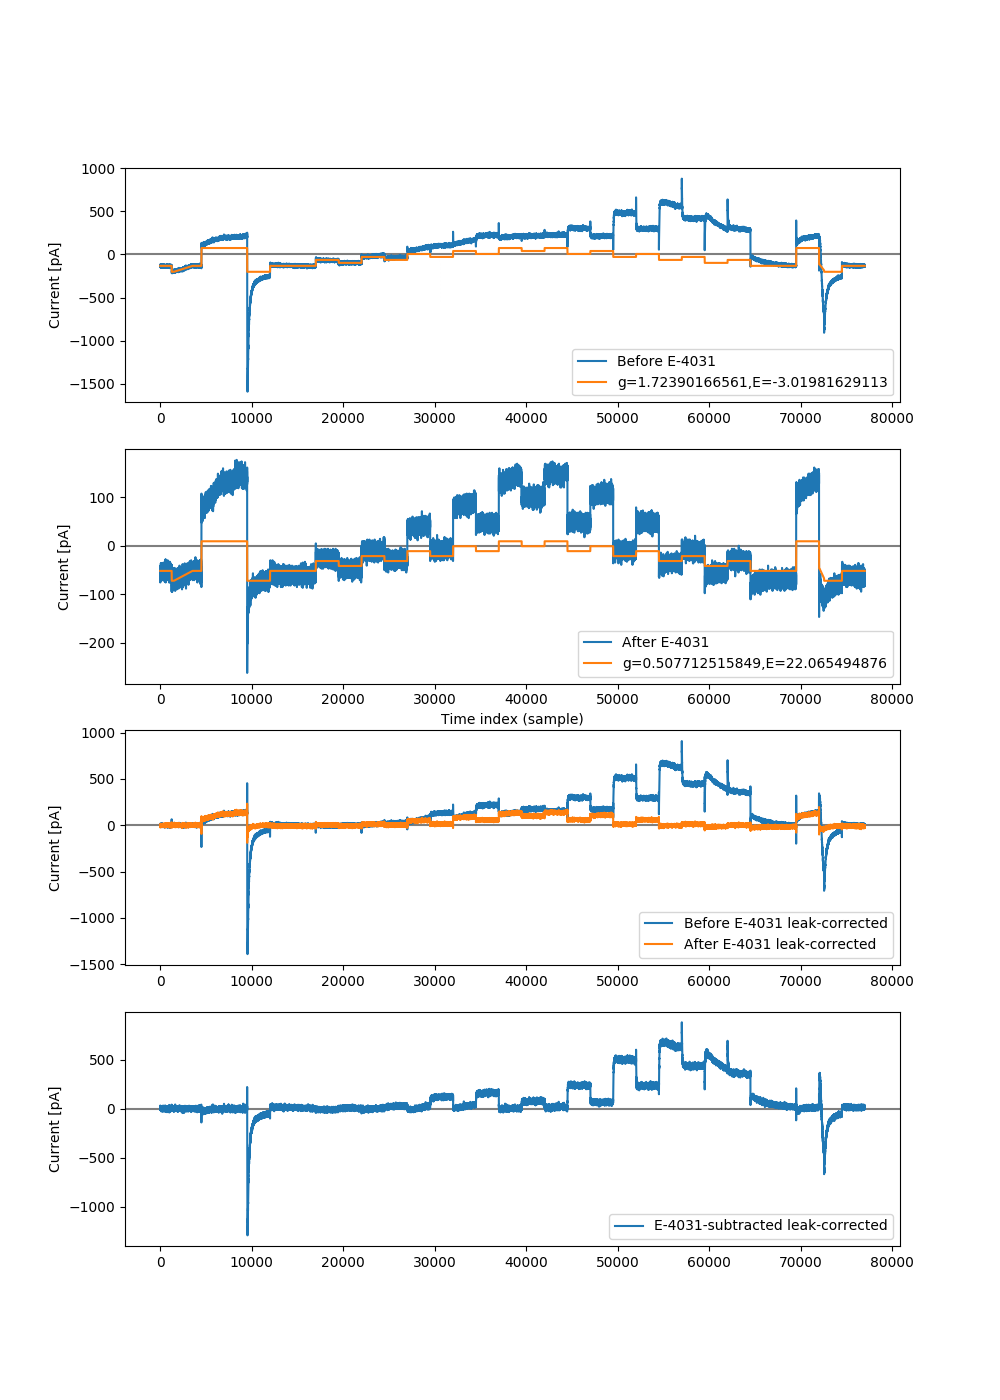 1000
500
0
−500
−1000
−1500
Current [pA]
Before E-4031
g=1.72390166561,E=-3.01981629113
0 10000 20000 30000 40000 50000 60000 70000 80000
100
0
−100
−200
Current [pA]
After E-4031
g=0.507712515849,E=22.065494876
0 10000 20000 30000 40000 50000 60000 70000 80000
Time index (sample)
1000
500
0
−500
−1000
−1500
Current [pA]
Before E-4031 leak-corrected
After E-4031 leak-corrected
0 10000 20000 30000 40000 50000 60000 70000 80000
500
0
−500
−1000
Current [pA]
E-4031-subtracted leak-corrected
0 10000 20000 30000 40000 50000 60000 70000 80000